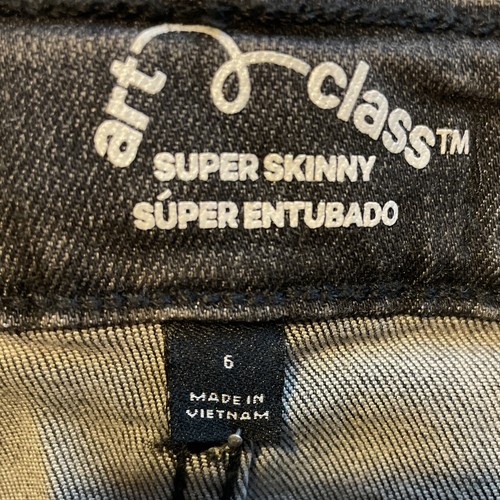 art class™
SUPER SKINNY
SÚPER ENTUBADO
6
MADE IN
VIETNAM